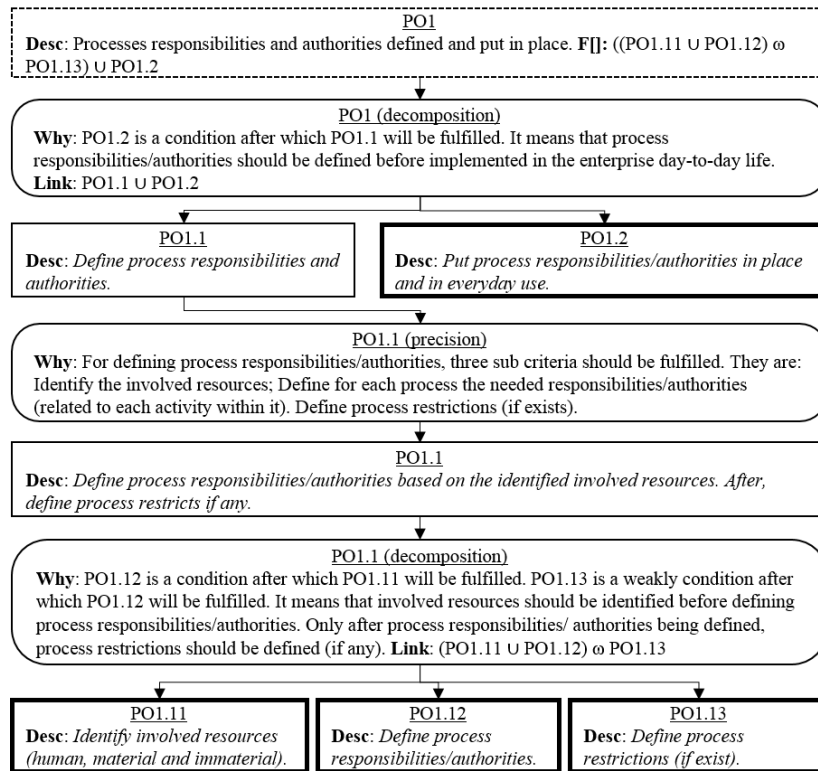 PO1
Desc: Processes responsibilities and authorities defined and put in place. F[]: ((PO1.11 ∪ PO1.12) ω
PO1.13) ∪ PO1.2
PO1 (decomposition)
Why: PO1.2 is a condition after which PO1.1 will be fulfilled. It means that process
responsibilities/authorities should be defined before implemented in the enterprise day-to-day life.
Link: PO1.1 ∪ PO1.2
PO1.1
Desc: Define process responsibilities and
authorities.
PO1.2
Desc: Put process responsibilities/authorities in place
and in everyday use.
PO1.1 (precision)
Why: For defining process responsibilities/authorities, three sub criteria should be fulfilled. They are:
Identify the involved resources; Define for each process the needed responsibilities/authorities
(related to each activity within it). Define process restrictions (if exists).
PO1.1
Desc: Define process responsibilities/authorities based on the identified involved resources. After,
define process restricts if any.
PO1.1 (decomposition)
Why: PO1.12 is a condition after which PO1.11 will be fulfilled. PO1.13 is a weakly condition after
which PO1.12 will be fulfilled. It means that involved resources should be identified before defining
process responsibilities/authorities. Only after process responsibilities/ authorities being defined,
process restrictions should be defined (if any). Link: (PO1.11 ∪ PO1.12) ω PO1.13
PO1.11
Desc: Identify involved resources
(human, material and immaterial).
PO1.12
Desc: Define process
responsibilities/authorities.
PO1.13
Desc: Define process
restrictions (if exist).